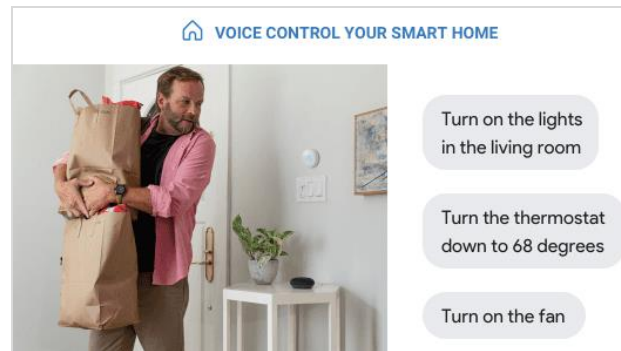 VOICE CONTROL YOUR SMART HOME
Turn on the lights
in the living room
Turn the thermostat
down to 68 degrees
Turn on the fan